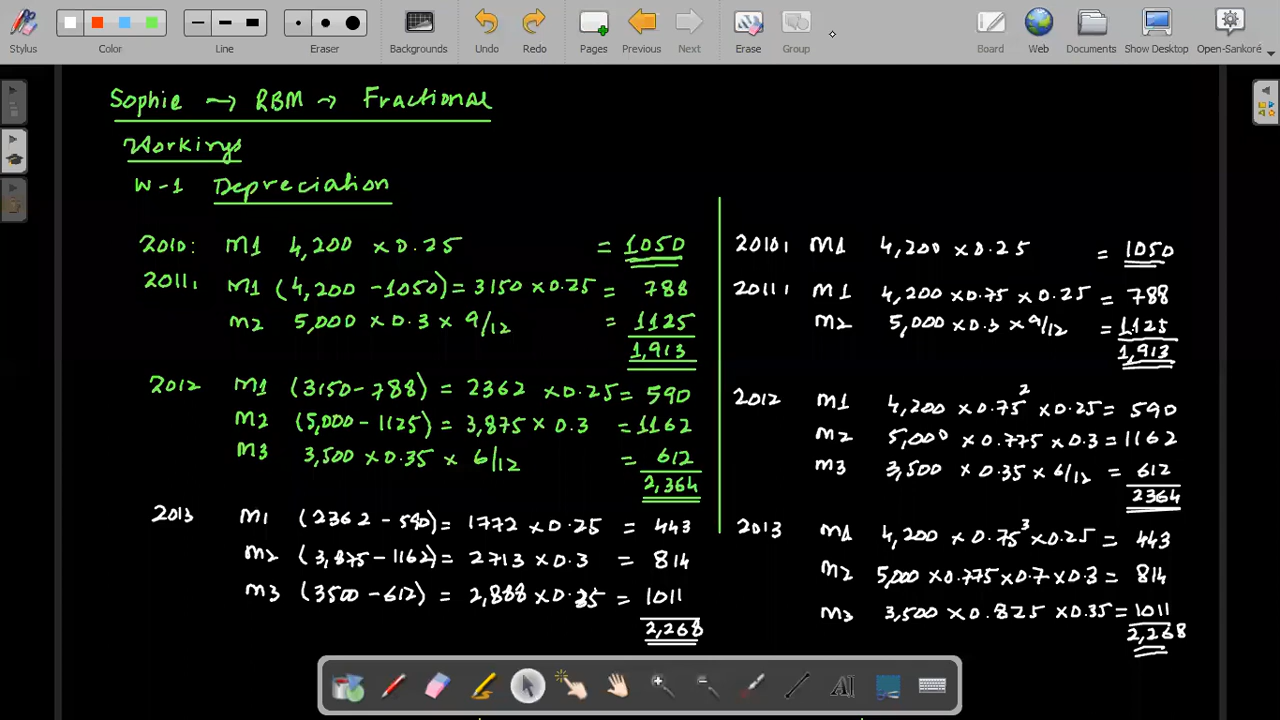 Stylus Color Line Eraser Backgrounds Undo Redo Pages Previous Next Erase Group Board Web Documents Show Desktop Open-Sankoré
Sophie → RBM → Fractional
Workings
W-1 Depreciation
2010: M1 4,200 x 0.25 = 1050
2011: M1 (4,200 - 1050) = 3150 x 0.25 = 788
M2 5,000 x 0.3 x 9/12 = 1125
1,913
2012 M1 (3150 - 788) = 2362 x 0.25 = 590
M2 (5,000 - 1125) = 3,875 x 0.3 = 1162
M3 3,500 x 0.35 x 6/12 = 612
2,364
2013 M1 (2362 - 590) = 1772 x 0.25 = 443
M2 (3,875 - 1162) = 2713 x 0.3 = 814
M3 (3500 - 612) = 2,888 x 0.35 = 1011
2,268
2010: M1 4,200 x 0.25 = 1050
2011: M1 4,200 x 0.75 x 0.25 = 788
M2 5,000 x 0.3 x 9/12 = 1125
1,913
2012 M1 4,200 x 0.75² x 0.25 = 590
M2 5,000 x 0.775 x 0.3 = 1162
M3 3,500 x 0.35 x 6/12 = 612
2364
2013 M1 4,200 x 0.75³ x 0.25 = 443
M2 5,000 x 0.775 x 0.7 x 0.3 = 814
M3 3,500 x 0.825 x 0.35 = 1011
2,268